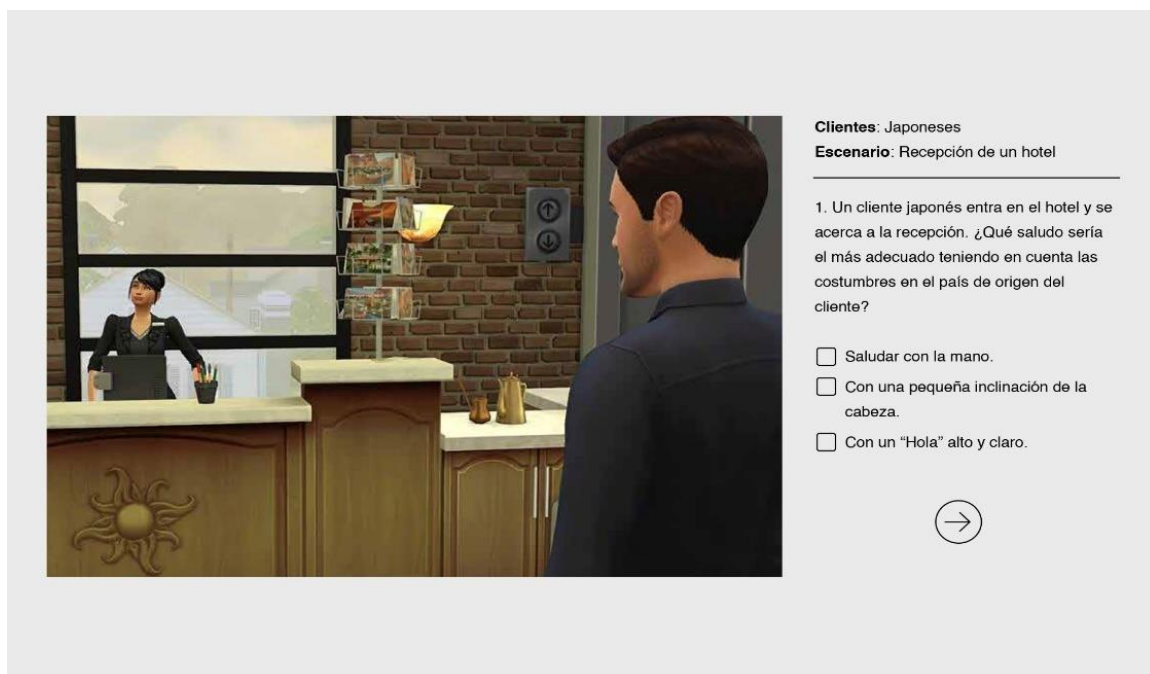 Clientes: Japoneses
Escenario: Recepción de un hotel
1. Un cliente japonés entra en el hotel y se
acerca a la recepción. ¿Qué saludo sería
el más adecuado teniendo en cuenta las
costumbres en el país de origen del
cliente?
Saludar con la mano.
Con una pequeña inclinación de la
cabeza.
Con un “Hola” alto y claro.